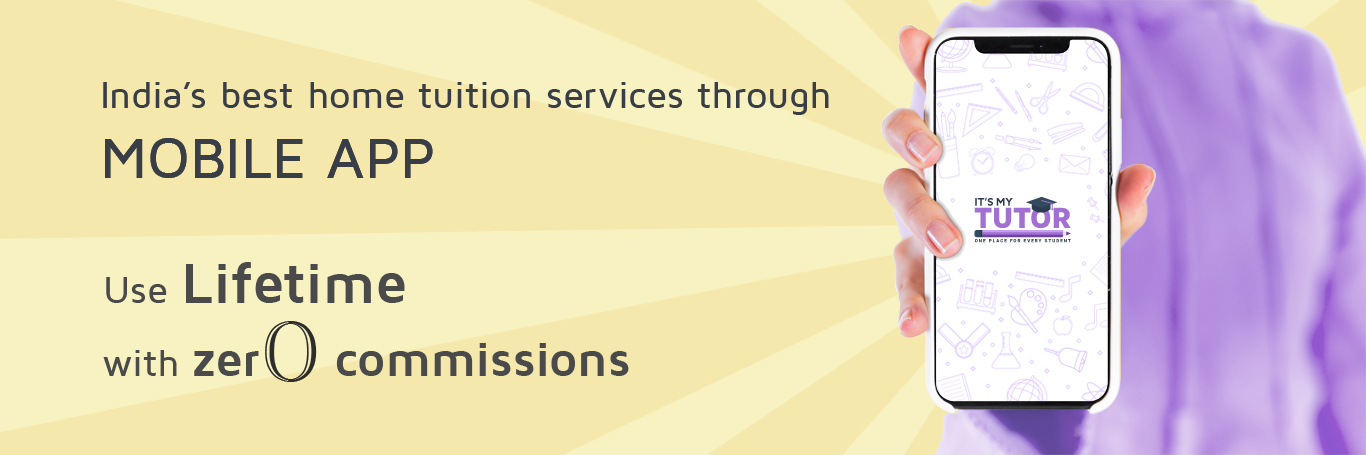 India’s best home tuition services through
MOBILE APP
Use Lifetime
with zer0 commissions
IT'S MY
TUTOR
ONE PLACE FOR EVERY STUDENT